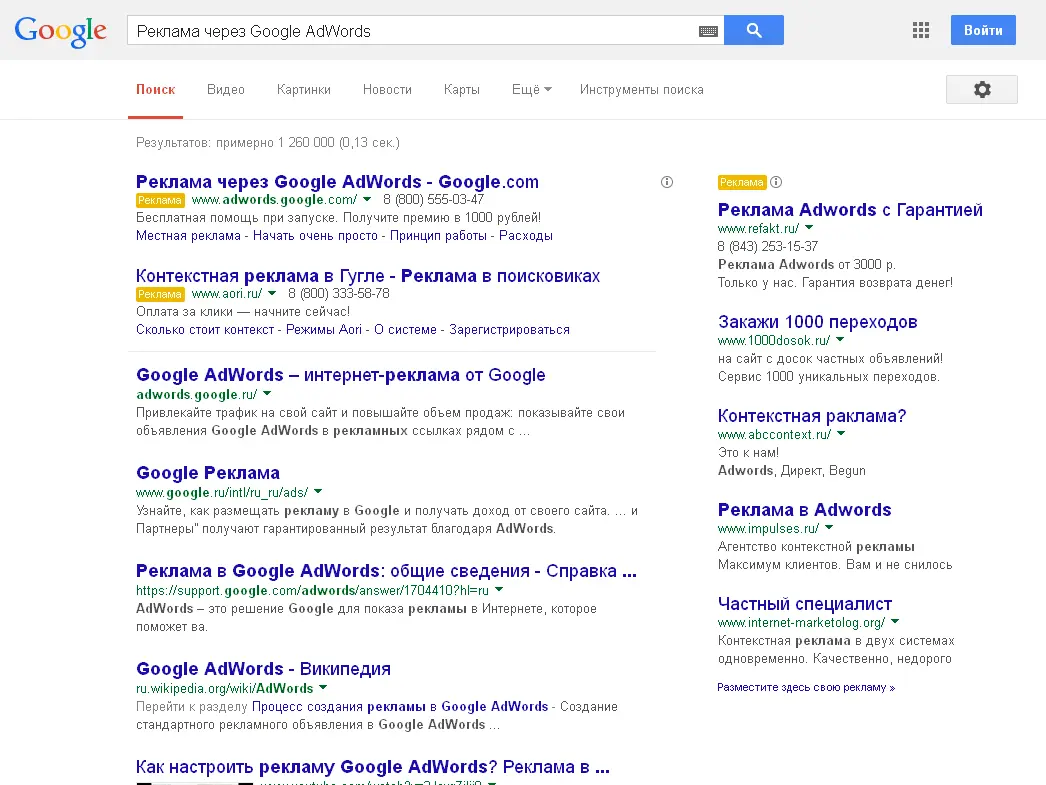 Google
Реклама через Google AdWords
Войти
Поиск Видео Картинки Новости Карты Ещё Инструменты поиска
Результатов: примерно 1 260 000 (0,13 сек.)
Реклама через Google AdWords - Google.com
Реклама www.adwords.google.com/ 8 (800) 555-03-47
Бесплатная помощь при запуске. Получите премию в 1000 рублей!
Местная реклама - Начать очень просто - Принцип работы - Расходы
Контекстная реклама в Гугле - Реклама в поисковиках
Реклама www.aori.ru/ 8 (800) 333-58-78
Оплата за клики — начните сейчас!
Сколько стоит контекст - Режимы Aori - О системе - Зарегистрироваться
Google AdWords – интернет-реклама от Google
adwords.google.ru/
Привлекайте трафик на свой сайт и повышайте объем продаж: показывайте свои
объявления Google AdWords в рекламных ссылках рядом с ...
Google Реклама
www.google.ru/intl/ru_ru/ads/
Узнайте, как размещать рекламу в Google и получать доход от своего сайта. ... и
Партнеры" получают гарантированный результат благодаря AdWords.
Реклама в Google AdWords: общие сведения - Справка ...
https://support.google.com/adwords/answer/1704410?hl=ru
AdWords – это решение Google для показа рекламы в Интернете, которое
поможет ва.
Google AdWords - Википедия
ru.wikipedia.org/wiki/AdWords
Перейти к разделу Процесс создания рекламы в Google AdWords - Создание
стандартного рекламного объявления в Google AdWords ...
Как настроить рекламу Google AdWords? Реклама в ...
Реклама
Реклама Adwords с Гарантией
www.refakt.ru/
8 (843) 253-15-37
Реклама Adwords от 3000 р.
Только у нас. Гарантия возврата денег!
Закажи 1000 переходов
www.1000dosok.ru/
на сайт с досок частных объявлений!
Сервис 1000 уникальных переходов.
Контекстная раклама?
www.abccontext.ru/
Это к нам!
Adwords, Директ, Begun
Реклама в Adwords
www.impulses.ru/
Агентство контекстной рекламы
Максимум клиентов. Вам и не снилось
Частный специалист
www.internet-marketolog.org/
Контекстная реклама в двух системах
одновременно. Качественно, недорого
Разместите здесь свою рекламу »